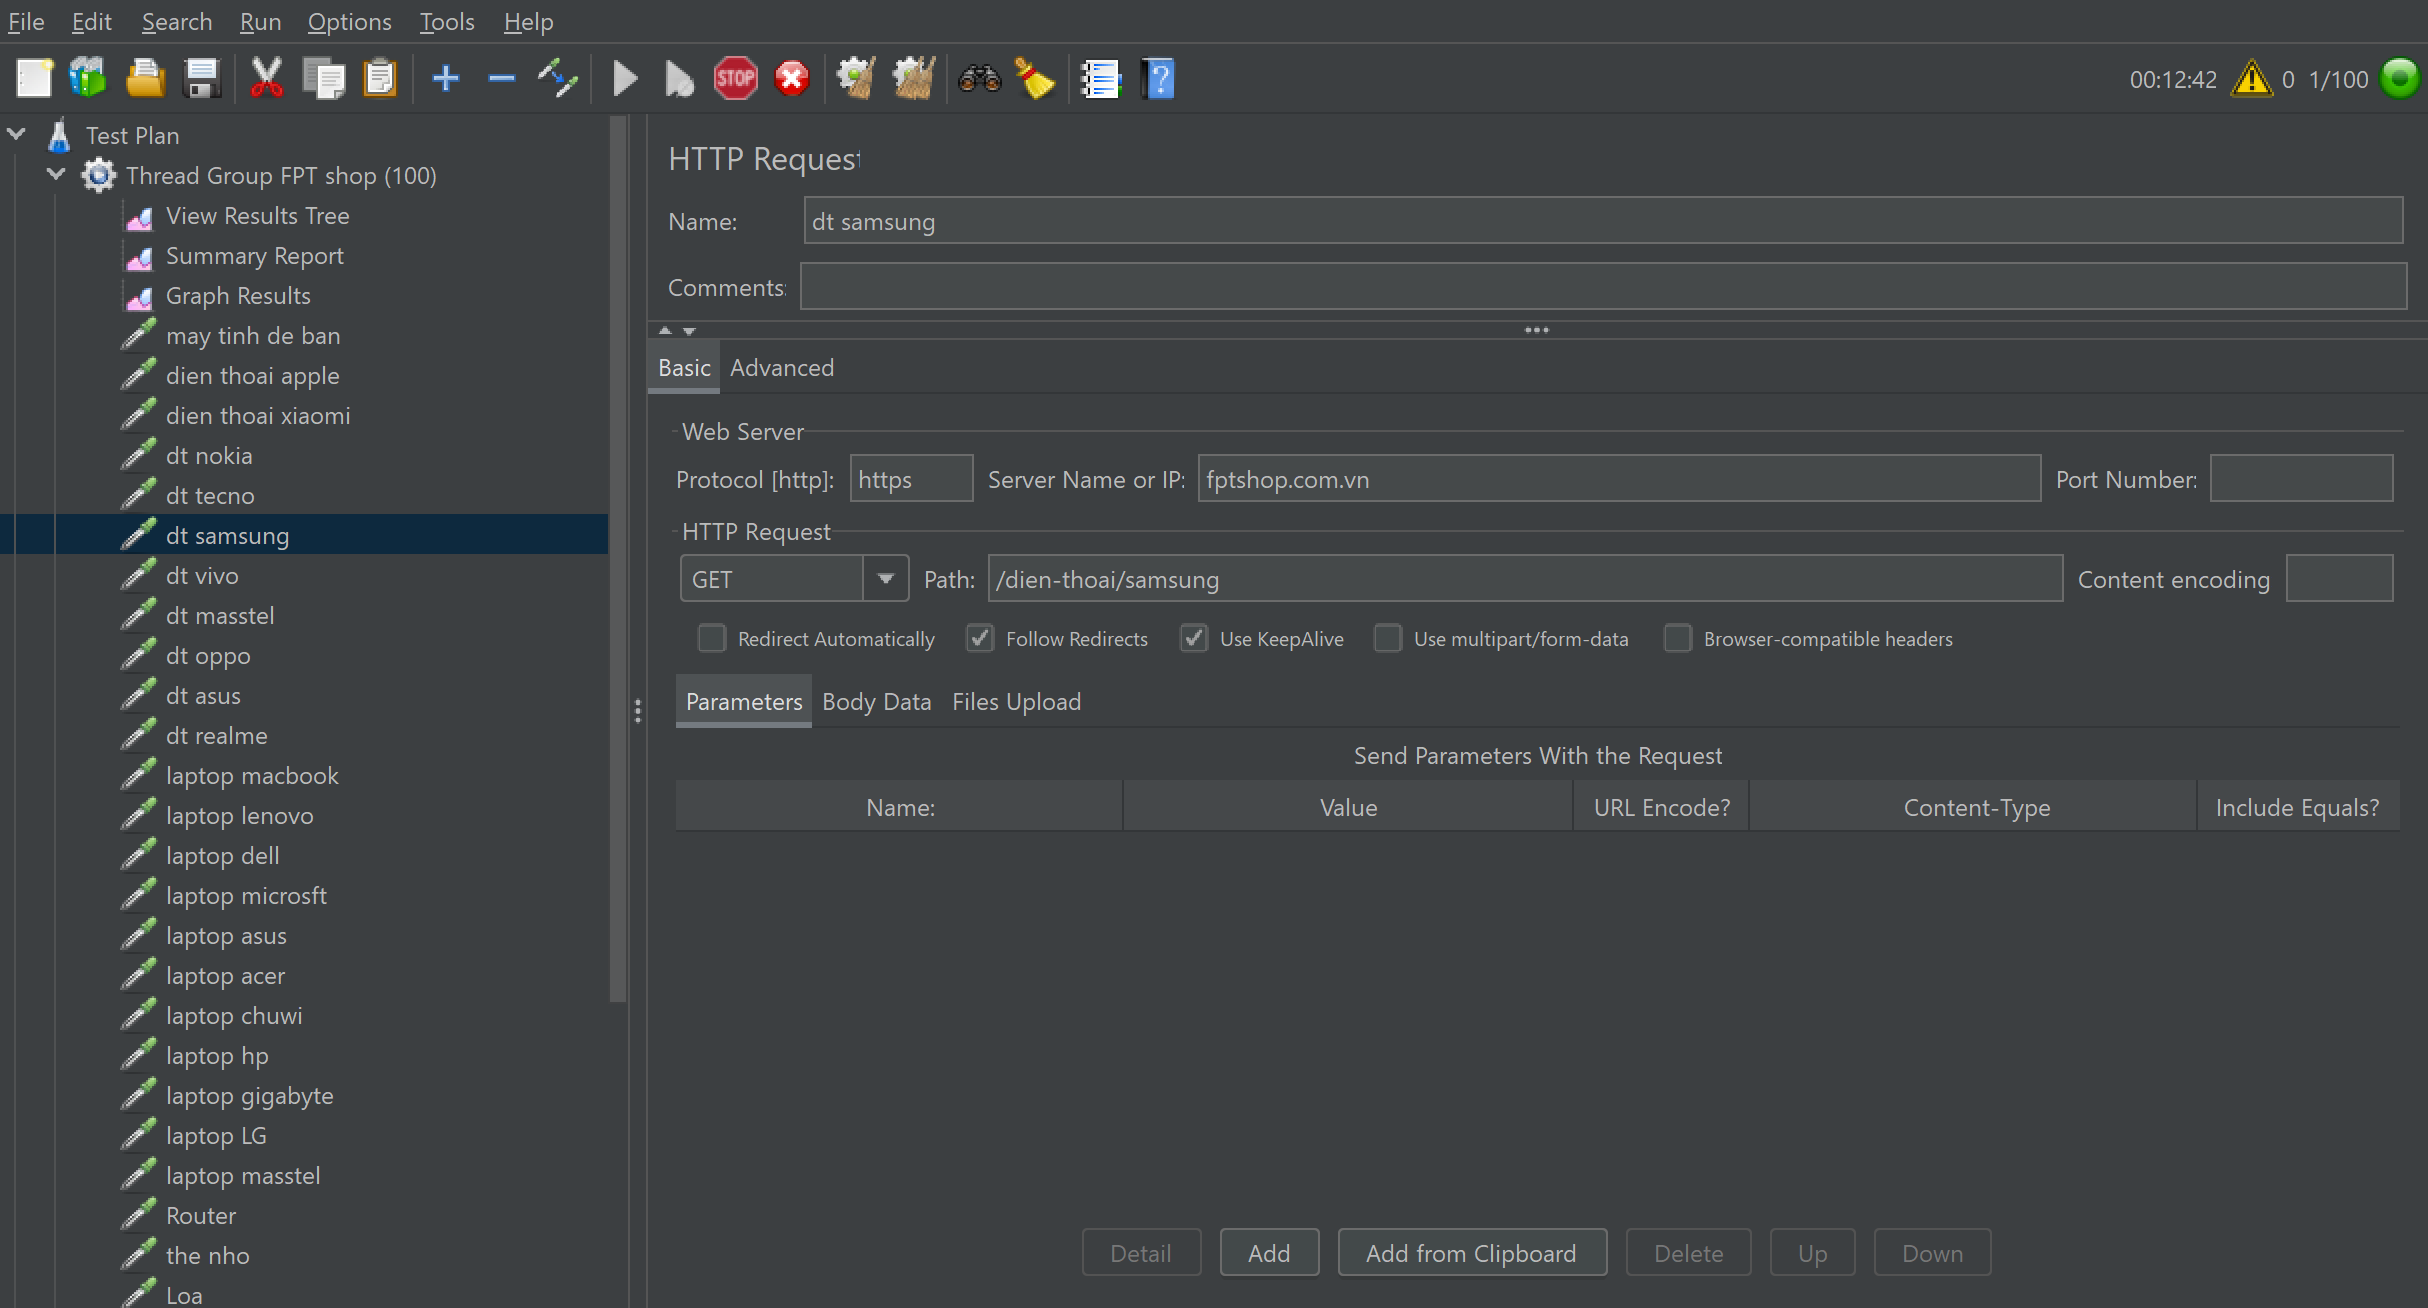 File Edit Search Run Options Tools Help
STOP ? 00:12:42 0 1/100
Test Plan
Thread Group FPT shop (100)
View Results Tree
Summary Report
Graph Results
may tinh de ban
dien thoai apple
dien thoai xiaomi
dt nokia
dt tecno
dt samsung
dt vivo
dt masstel
dt oppo
dt asus
dt realme
laptop macbook
laptop lenovo
laptop dell
laptop microsft
laptop asus
laptop acer
laptop chuwi
laptop hp
laptop gigabyte
laptop LG
laptop masstel
Router
the nho
Loa
HTTP Request
Name: dt samsung
Comments:
Basic Advanced
Web Server
Protocol [http]: https Server Name or IP: fptshop.com.vn Port Number:
HTTP Request
GET Path: /dien-thoai/samsung Content encoding
Redirect Automatically Follow Redirects Use KeepAlive Use multipart/form-data Browser-compatible headers
Parameters Body Data Files Upload
Send Parameters With the Request
Name: Value URL Encode? Content-Type Include Equals?
Detail Add Add from Clipboard Delete Up Down